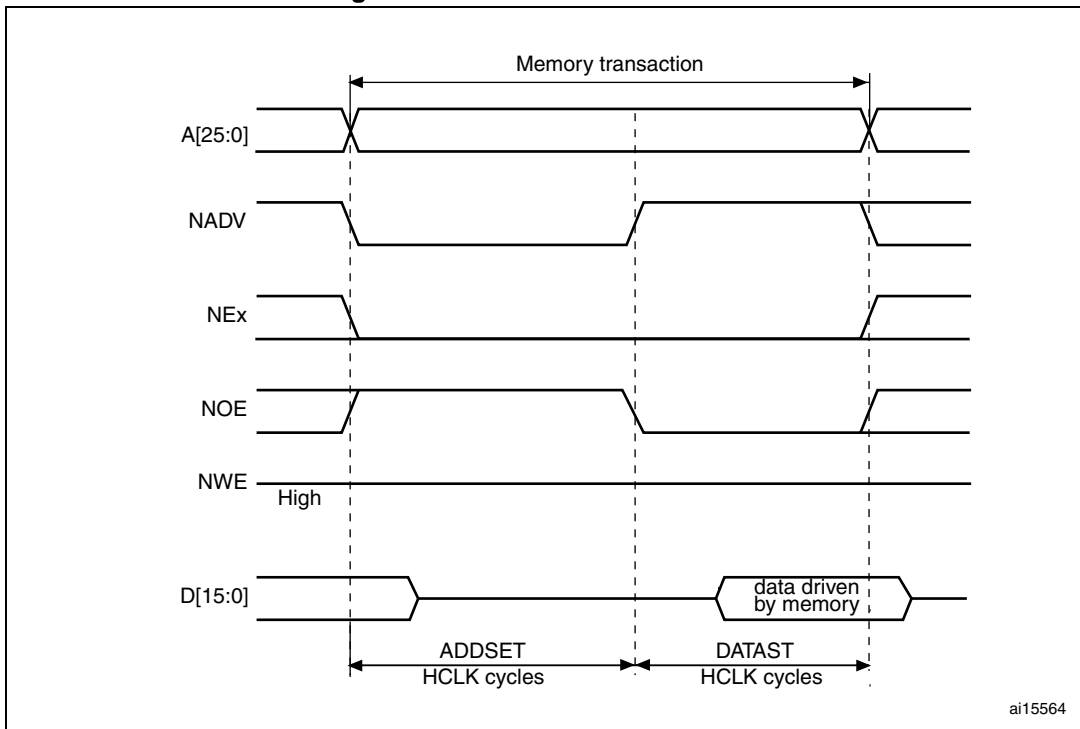 Memory transaction
A[25:0]
NADV
NEx
NOE
NWE
High
D[15:0]
data driven
by memory
ADDSET
HCLK cycles
DATAST
HCLK cycles
ai15564